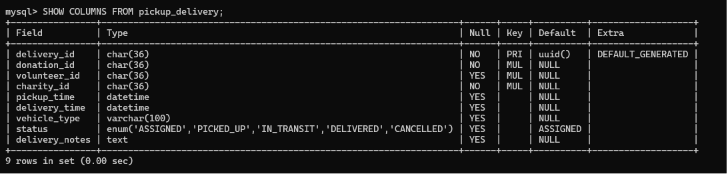 mysql> SHOW COLUMNS FROM pickup_delivery;
+----------------+-------------------------------------------------------------------+------+-----+----------+-------------------+
| Field | Type | Null | Key | Default | Extra |
+----------------+-------------------------------------------------------------------+------+-----+----------+-------------------+
| delivery_id | char(36) | NO | PRI | uuid() | DEFAULT_GENERATED |
| donation_id | char(36) | NO | MUL | NULL | |
| volunteer_id | char(36) | YES | MUL | NULL | |
| charity_id | char(36) | NO | MUL | NULL | |
| pickup_time | datetime | YES | | NULL | |
| delivery_time | datetime | YES | | NULL | |
| vehicle_type | varchar(100) | YES | | NULL | |
| status | enum('ASSIGNED','PICKED_UP','IN_TRANSIT','DELIVERED','CANCELLED') | YES | | ASSIGNED | |
| delivery_notes | text | YES | | NULL | |
+----------------+-------------------------------------------------------------------+------+-----+----------+-------------------+
9 rows in set (0.00 sec)